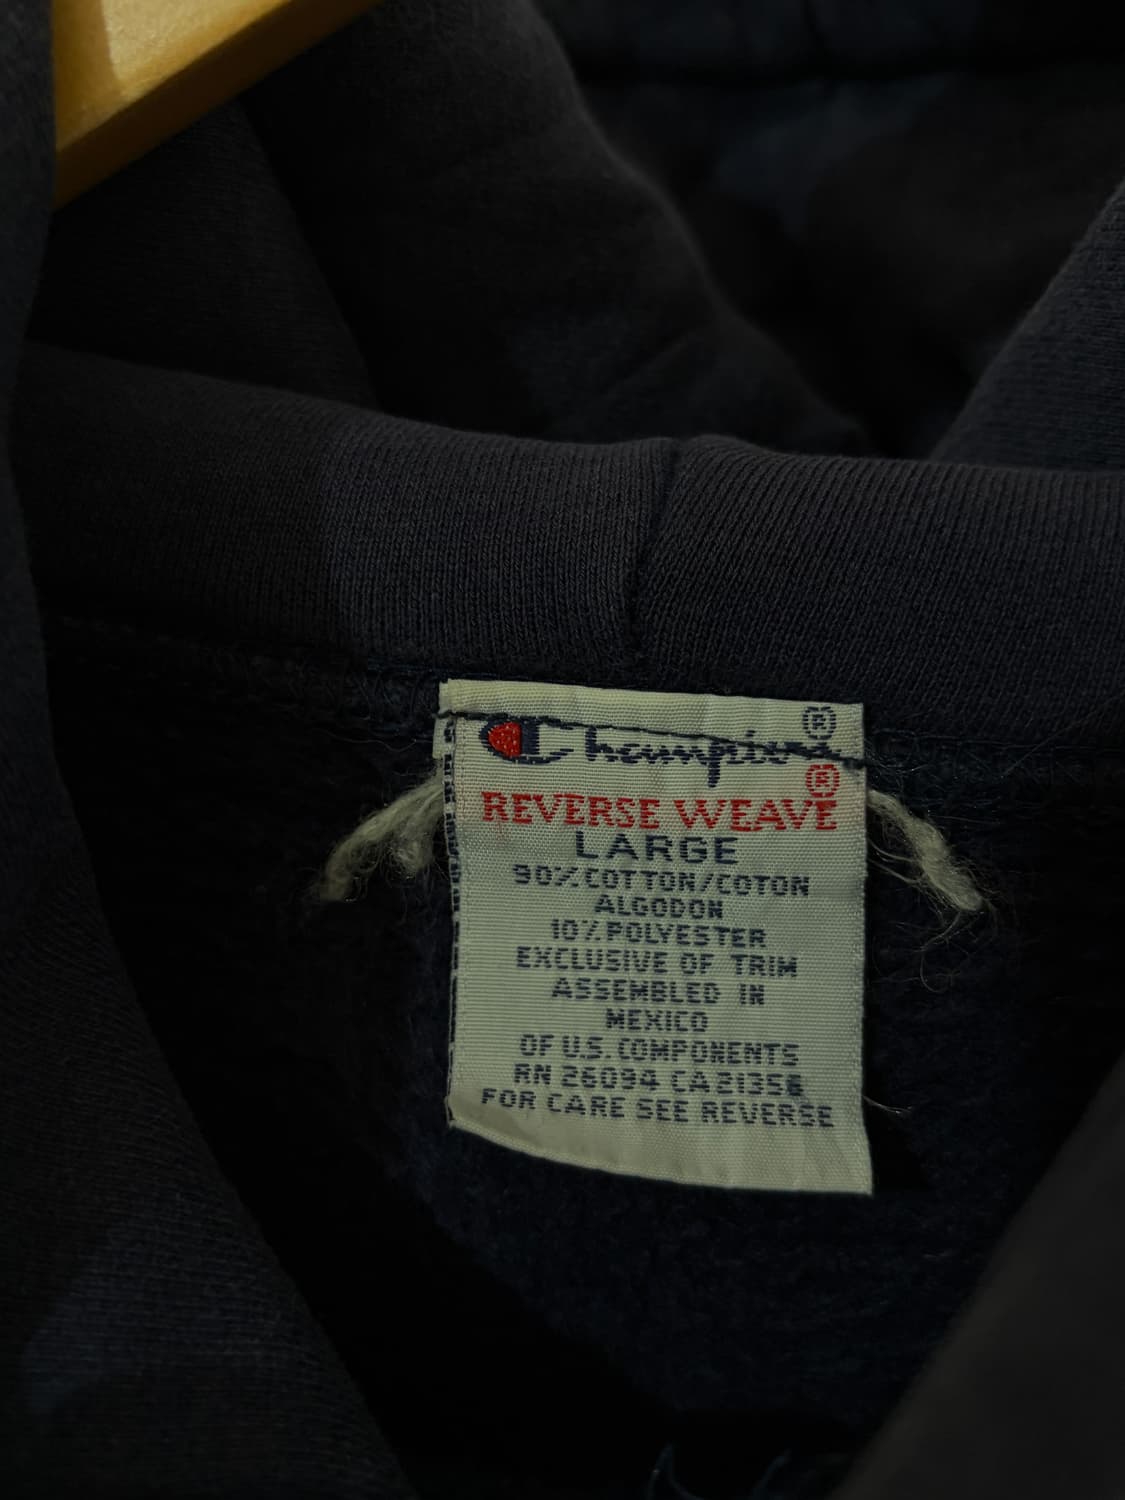 ®
Champion
®
REVERSE WEAVE
LARGE
90% COTTON/COTON
ALGODON
10% POLYESTER
EXCLUSIVE OF TRIM
ASSEMBLED IN
MEXICO
OF U.S. COMPONENTS
RN 26094 CA 21356
FOR CARE SEE REVERSE